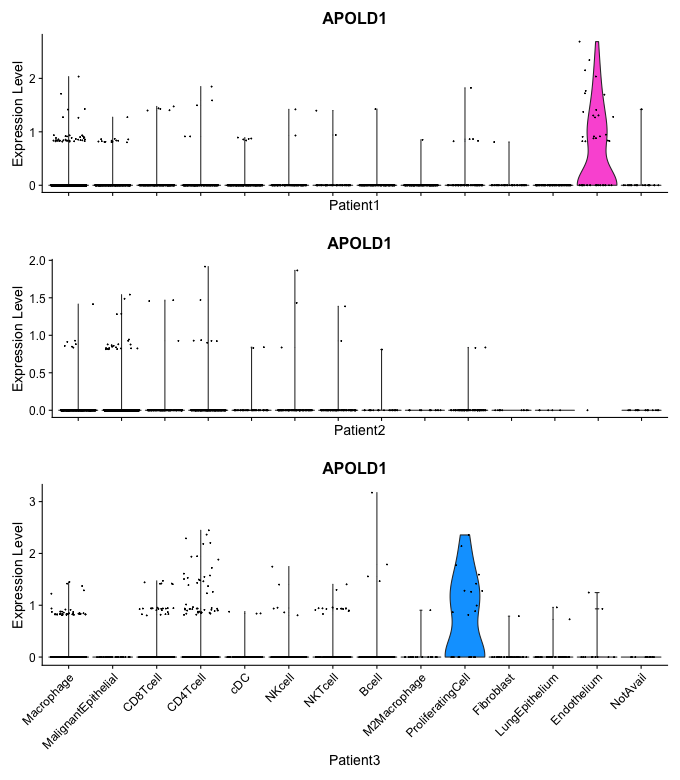 APOLD1
Expression Level
2
1
0
Patient1
APOLD1
Expression Level
2.0
1.5
1.0
0.5
0.0
Patient2
APOLD1
Expression Level
3
2
1
0
Macrophage
MalignantEpithelial
CD8Tcell
CD4Tcell
cDC
NKcell
NKTcell
Bcell
M2Macrophage
ProliferatingCell
Fibroblast
LungEpithelium
Endothelium
NotAvail
Patient3